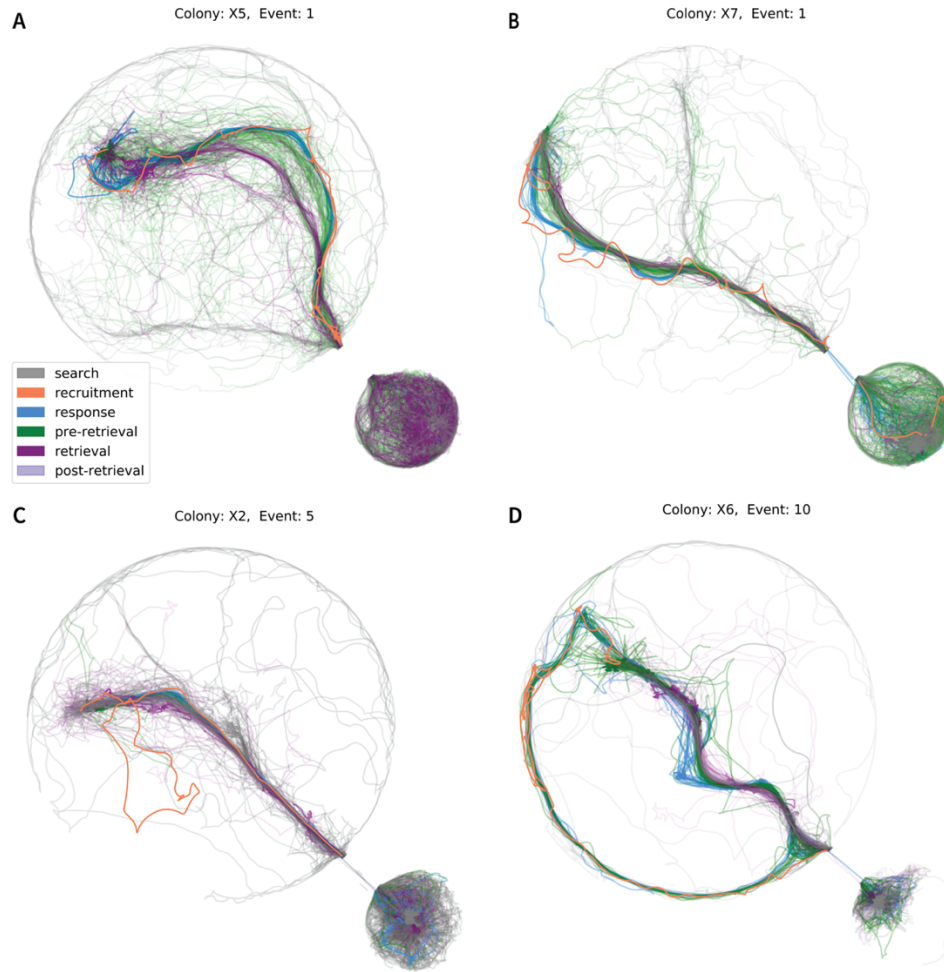 A
Colony: X5, Event: 1
B
Colony: X7, Event: 1
search
recruitment
response
pre-retrieval
retrieval
post-retrieval
C
Colony: X2, Event: 5
D
Colony: X6, Event: 10